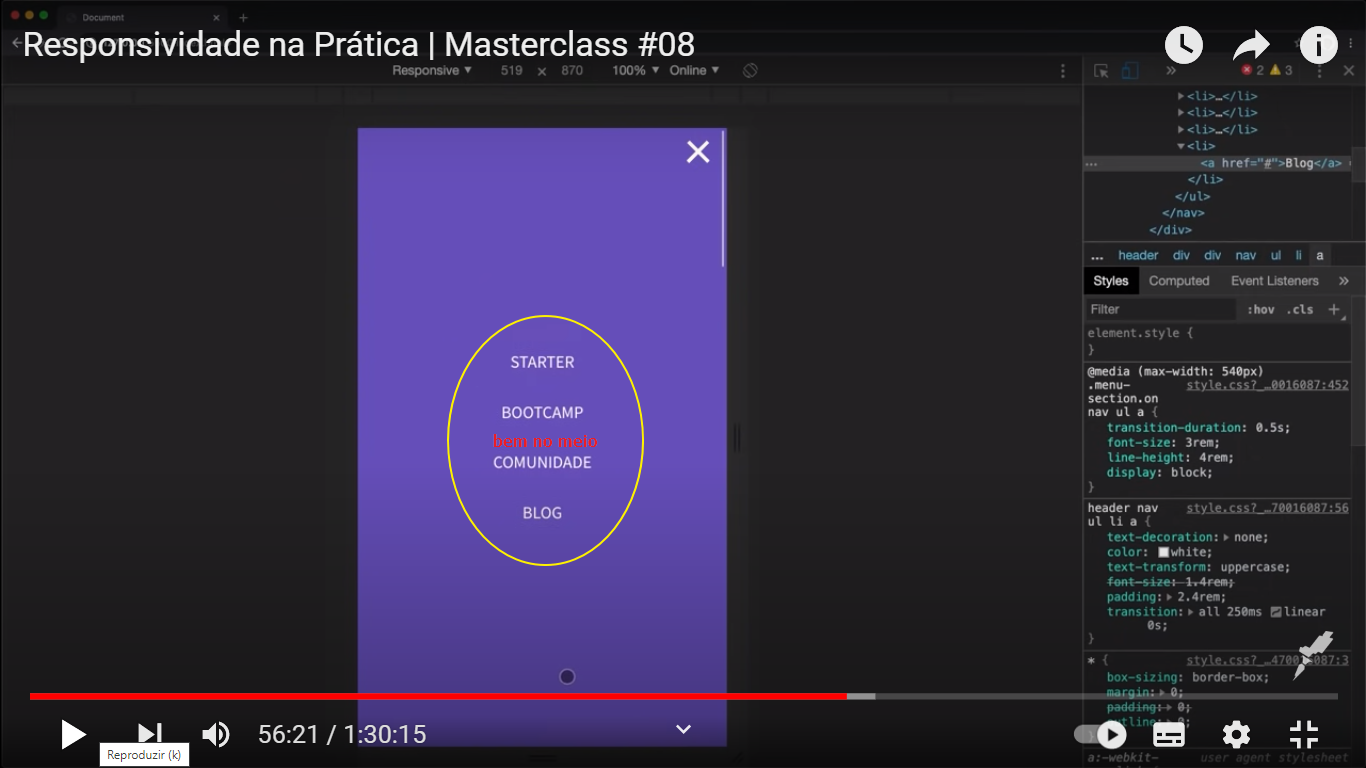 Document
Responsividade na Prática | Masterclass #08
Responsive ▼ 519 × 870 100% ▼ Online ▼
2 3
STARTER
BOOTCAMP
bem no meio
COMUNIDADE
BLOG
<li>…</li>
<li>…</li>
<li>…</li>
<li>
<a href="#">Blog</a>
</li>
</ul>
</nav>
</div>
... header div div nav ul li a
Styles Computed Event Listeners »
Filter :hov .cls +
element.style {
}
@media (max-width: 540px)
.menu- style.css?_…0016087:452
section.on
nav ul a {
transition-duration: 0.5s;
font-size: 3rem;
line-height: 4rem;
display: block;
}
header nav style.css?_…70016087:56
ul li a {
text-decoration: none;
color: white;
text-transform: uppercase;
font-size: 1.4rem;
padding: 2.4rem;
transition: all 250ms linear
0s;
}
* {
box-sizing: border-box;
margin: 0;
padding: 0;
outline: 0;
}
a:-webkit- user agent stylesheet
56:21 / 1:30:15
Reproduzir (k)